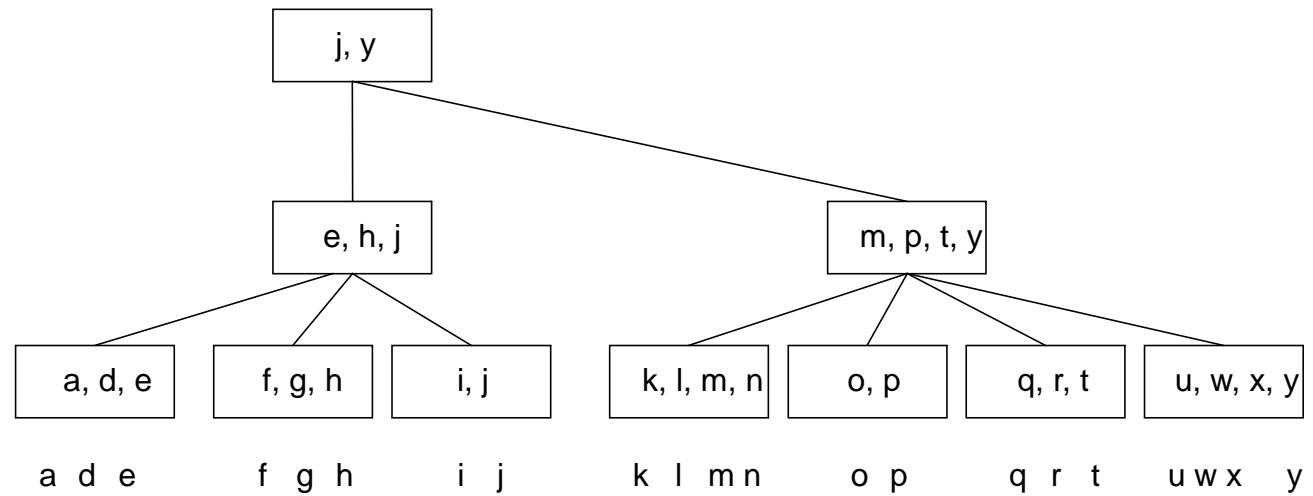 j, y
e, h, j
m, p, t, y
a, d, e
f, g, h
i, j
k, l, m, n
o, p
q, r, t
u, w, x, y
a d e f g h i j k l m n o p q r t u w x y